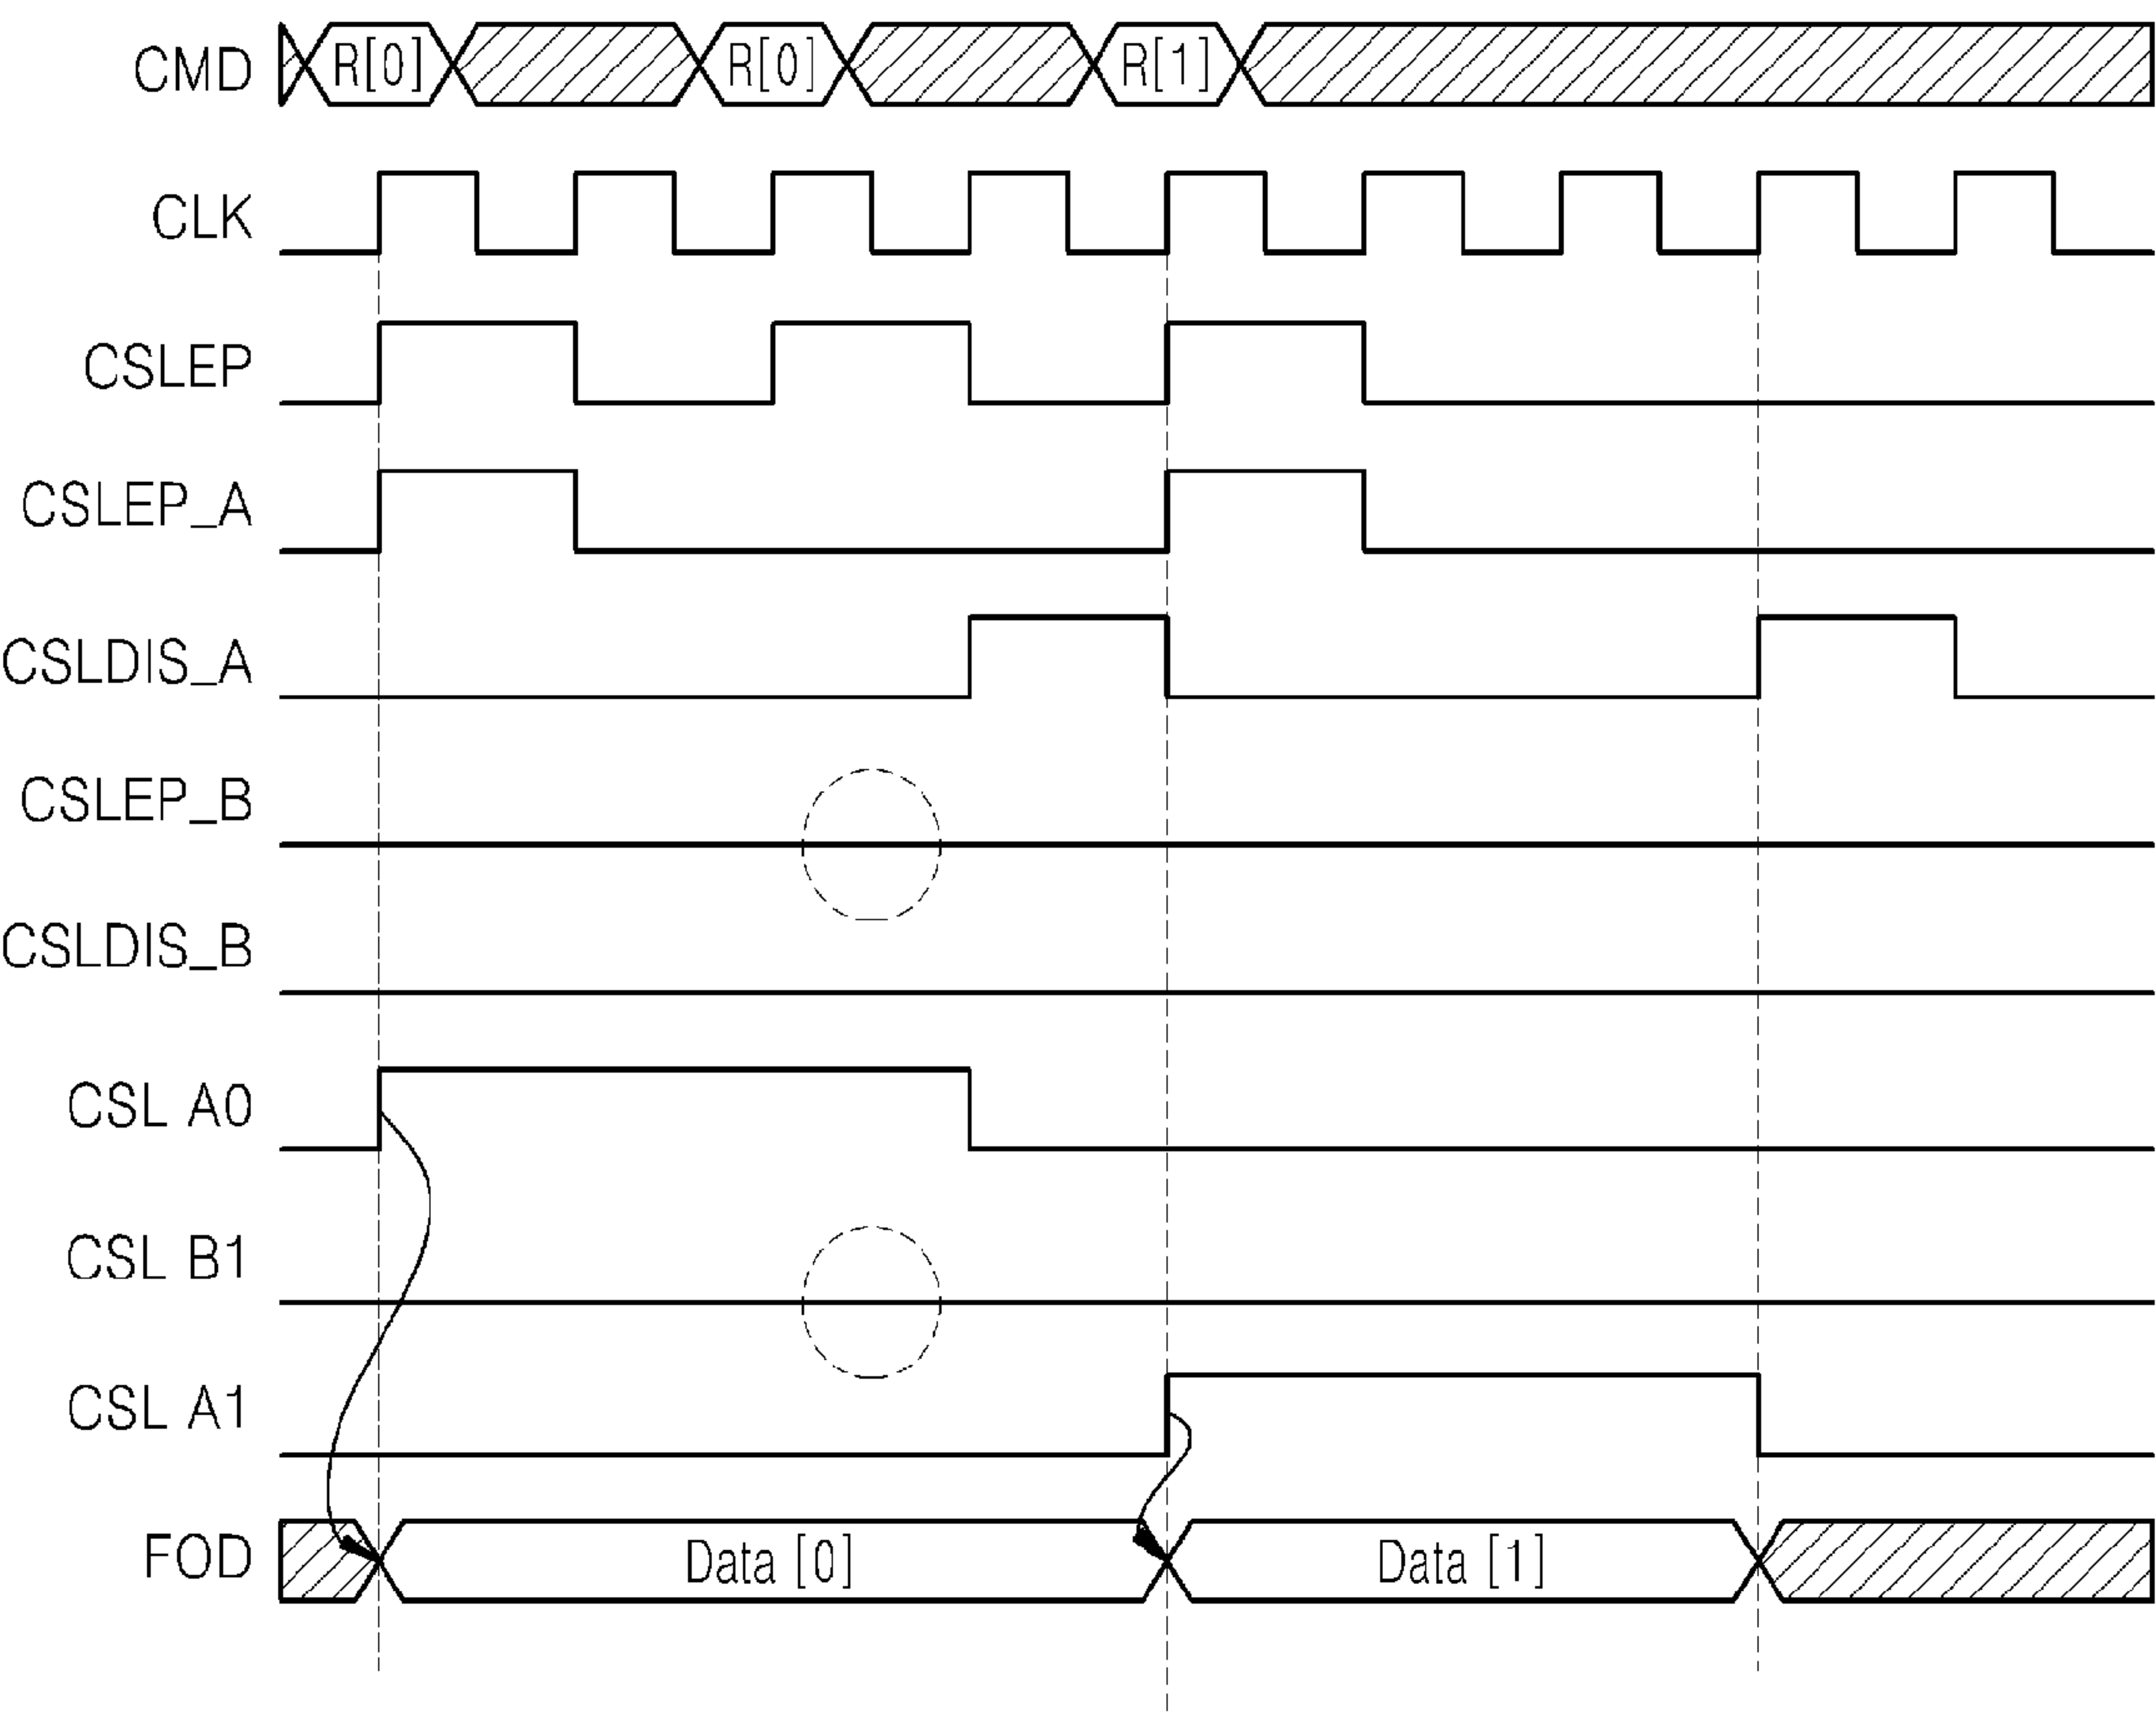 CMD R[0] R[0] R[1]
CLK
CSLEP
CSLEP_A
CSLDIS_A
CSLEP_B
CSLDIS_B
CSL A0
CSL B1
CSL A1
FOD Data [0] Data [1]